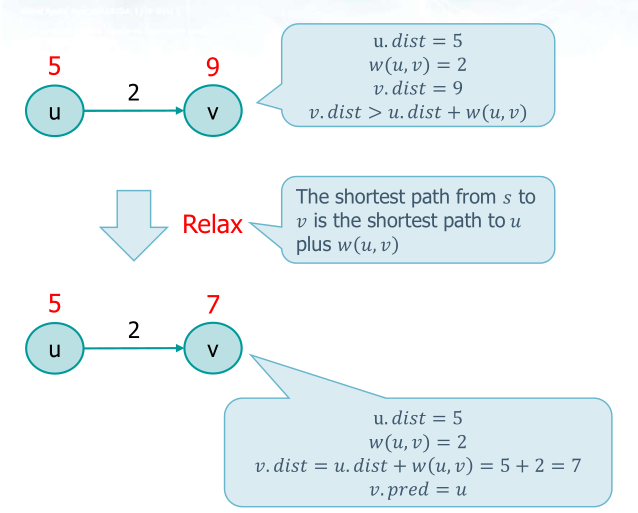 5
9
2
u
v
u. dist = 5
w(u, v) = 2
v. dist = 9
v. dist > u. dist + w(u, v)
Relax
The shortest path from s to
v is the shortest path to u
plus w(u, v)
5
7
2
u
v
u. dist = 5
w(u, v) = 2
v. dist = u. dist + w(u, v) = 5 + 2 = 7
v. pred = u